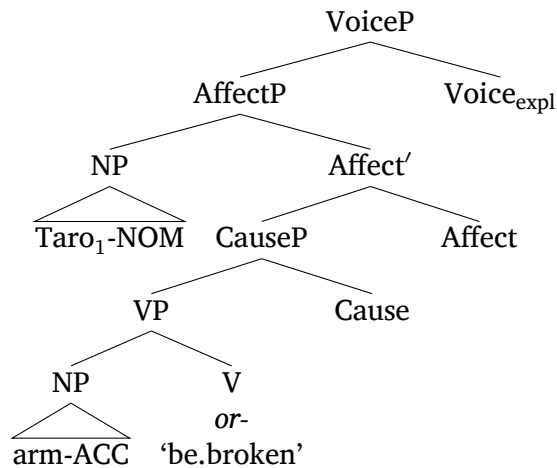 VoiceP
AffectP Voice_expl
NP Affect′
Taro₁-NOM CauseP Affect
VP Cause
NP V
or-
arm-ACC ‘be.broken’